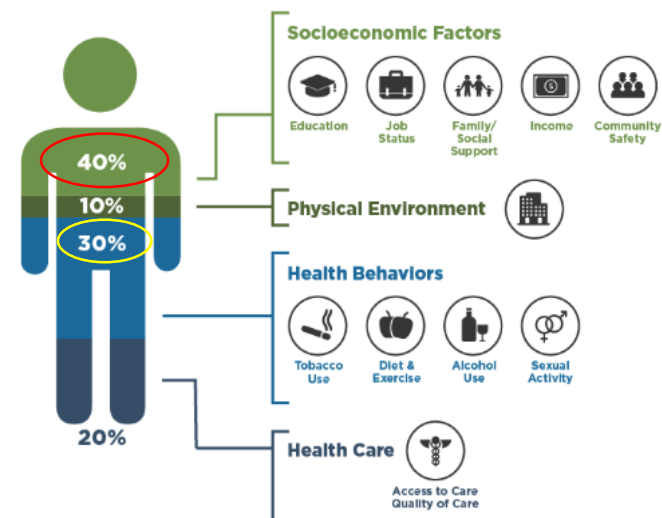 Socioeconomic Factors
Education
Job
Status
Family/
Social
Support
Income
Community
Safety
40%
10%
Physical Environment
30%
Health Behaviors
Tobacco
Use
Diet &
Exercise
Alcohol
Use
Sexual
Activity
20%
Health Care
Access to Care
Quality of Care